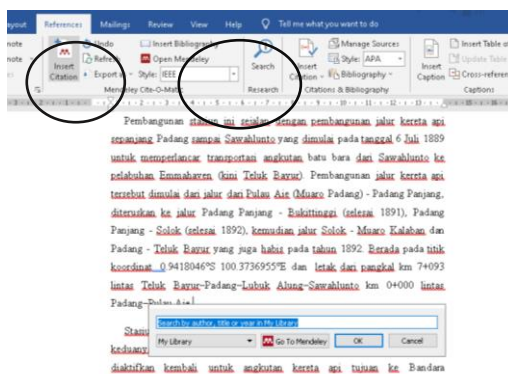 ayout References Mailings Review View Help Tell me what you want to do
note Undo Insert Bibliography Manage Sources Insert Table of
note Insert Citation Refresh Open Mendeley Search Insert Citation Style: APA Insert Caption Update Table
Export as Style: IEEE Bibliography Cross-referen
Mendeley Cite-O-Matic Research Citations & Bibliography Captions
Pembangunan stasiun ini sejalan dengan pembangunan jalur kereta api
sepanjang Padang sampai Sawahlunto yang dimulai pada tanggal 6 Juli 1889
untuk memperlancar transportasi angkutan batu bara dari Sawahlunto ke
pelabuhan Emmahaven (kini Teluk Bayur). Pembangunan jalur kereta api
tersebut dimulai dari jalur dari Pulau Aie (Muaro Padang) - Padang Panjang,
diteruskan ke jalur Padang Panjang - Bukittinggi (selesai 1891), Padang
Panjang - Solok (selesai 1892), kemudian jalur Solok - Muaro Kalaban dan
Padang - Teluk Bayur yang juga habis pada tahun 1892. Berada pada titik
koordinat 0.9418046°S 100.3736955°E dan letak dari pangkal km 7+093
lintas Teluk Bayur–Padang–Lubuk Alung–Sawahlunto km 0+000 lintas
Padang–Pulau Aie
Search by author, title or year in My Library
My Library Go To Mendeley OK Cancel
keduany
diaktifkan kembali untuk angkutan kereta api tujuan ke Bandara